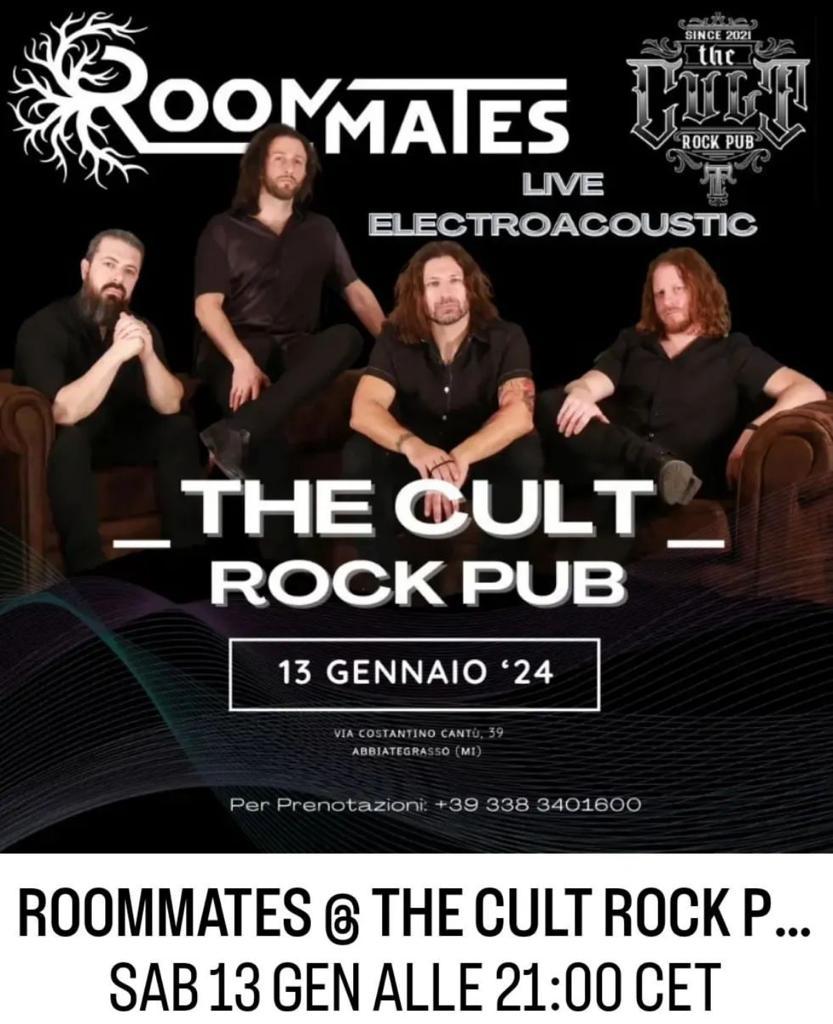 ROOMMATES
SINCE 2021
the
CULT
ROCK PUB
LIVE
ELECTROACOUSTIC
_ THE CULT _
ROCK PUB
13 GENNAIO ‘24
VIA COSTANTINO CANTÙ, 39
ABBIATEGRASSO (MI)
Per Prenotazioni: +39 338 3401600
ROOMMATES @ THE CULT ROCK P...
SAB 13 GEN ALLE 21:00 CET